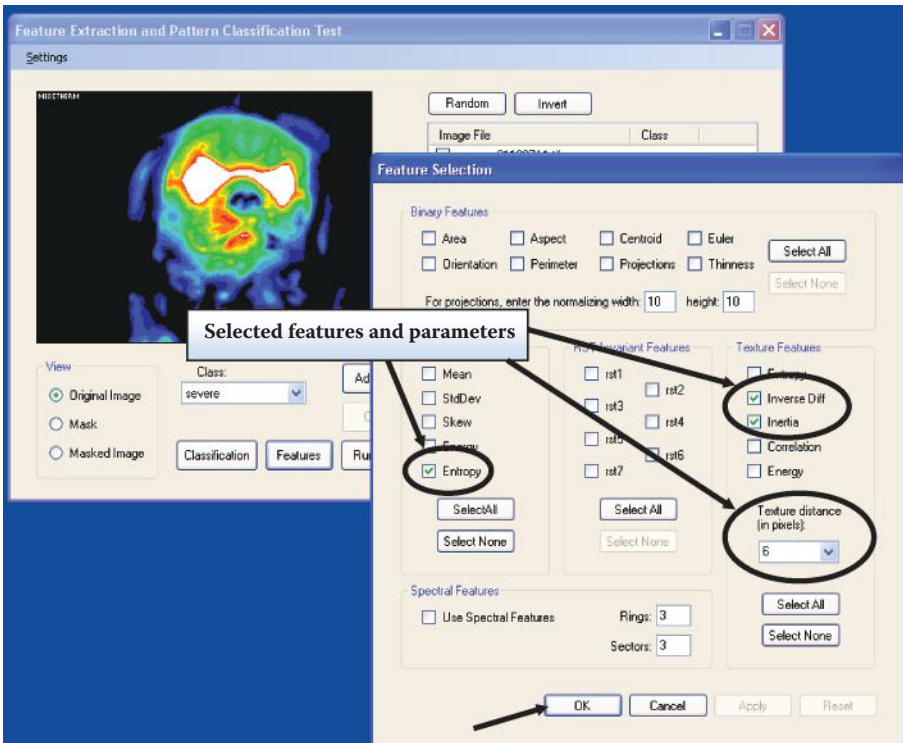 Feature Extraction and Pattern Classification Test
Settings
Random
Invert
Image File
Class
Feature Selection
Binary Features
Area
Aspect
Centroid
Euler
Orientation
Perimeter
Projections
Thinness
Select All
Select None
For projections, enter the normalizing width: 10 height: 10
Selected features and parameters
View
Original Image
Mask
Masked Image
Class:
severe
Classification
Features
Mean
StdDev
Skew
Energy
Entropy
SelectAll
Select None
Invariant Features
rst1
rst2
rst3
rst4
rst5
rst6
rst7
Select All
Select None
Texture Features
Entropy
Inverse Diff
Inertia
Correlation
Energy
Texture distance
(in pixels):
6
Select All
Select None
Spectral Features
Use Spectral Features
Rings: 3
Sectors: 3
OK
Cancel
Apply
Reset